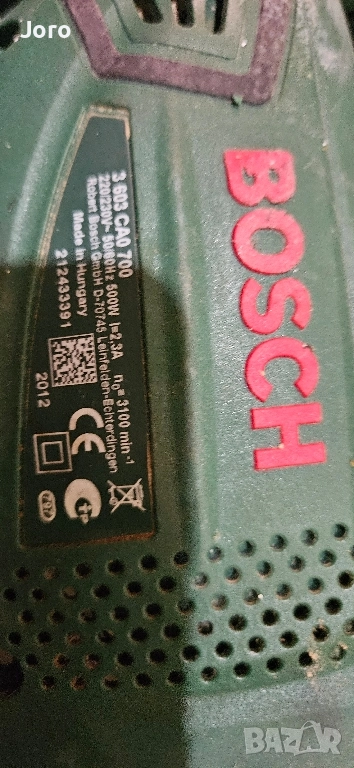 Joro
BOSCH
3 603 CA0 700
220/230V~ 50/60Hz 500W I=2,3A n₀= 3100 min⁻¹
Robert Bosch GmbH D-70745 Leinfelden-Echterdingen
Made in Hungary
212433391
2012
CE
BAZAR